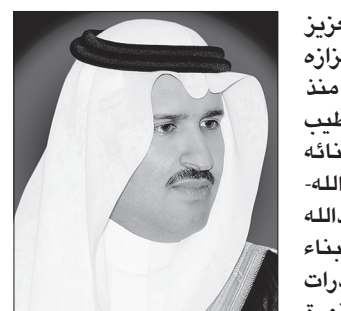 عزيز
زازه
منذ
طيب
نائه
الله-
دالله
بناء
درات